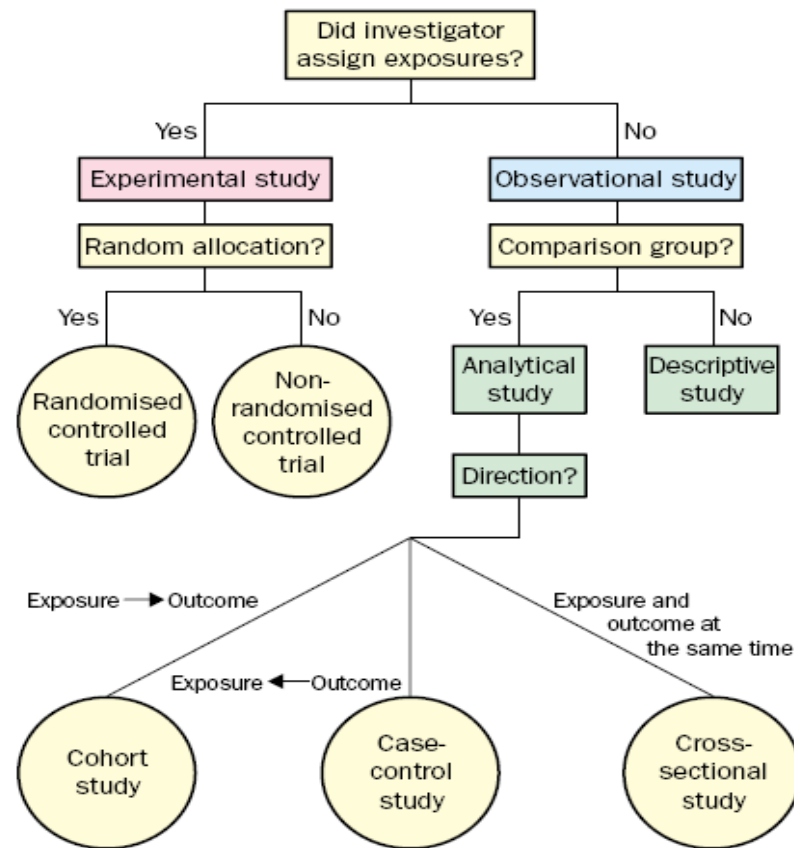 Did investigator
assign exposures?
Yes
No
Experimental study
Observational study
Random allocation?
Comparison group?
Yes
No
Yes
No
Randomised
controlled
trial
Non-
randomised
controlled
trial
Analytical
study
Descriptive
study
Direction?
Exposure → Outcome
Exposure and
outcome at
the same time
Exposure ← Outcome
Cohort
study
Case-
control
study
Cross-
sectional
study